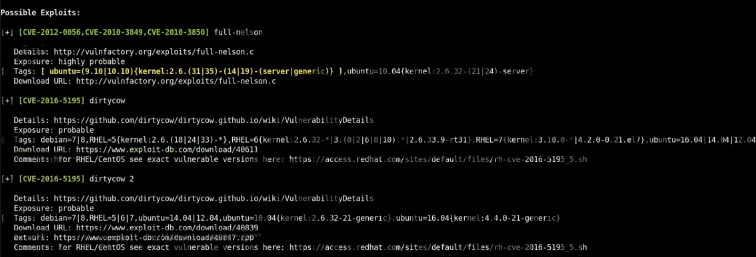 Possible Exploits:
[+] [CVE-2012-0056,CVE-2010-3849,CVE-2010-3850] full-nelson
Details: http://vulnfactory.org/exploits/full-nelson.c
Exposure: highly probable
Tags: [ ubuntu=(9.10|10.10){kernel:2.6.(31|35)-(14|19)-(server|generic)} ],ubuntu=10.04{kernel:2.6.32-(21|24)-server}
Download URL: http://vulnfactory.org/exploits/full-nelson.c
[+] [CVE-2016-5195] dirtycow
Details: https://github.com/dirtycow/dirtycow.github.io/wiki/VulnerabilityDetails
Exposure: probable
Tags: debian=7|8,RHEL=5{kernel:2.6.(18|24|33)-*},RHEL=6{kernel:2.6.32-*|3.(0|2|6|8|10).*|2.6.33.9-rt31},RHEL=7{kernel:3.10.0-*|4.2.0-0.21.el7},ubuntu=16.04|14.04|12.04
Download URL: https://www.exploit-db.com/download/40611
Comments: For RHEL/CentOS see exact vulnerable versions here: https://access.redhat.com/sites/default/files/rh-cve-2016-5195_5.sh
[+] [CVE-2016-5195] dirtycow 2
Details: https://github.com/dirtycow/dirtycow.github.io/wiki/VulnerabilityDetails
Exposure: probable
Tags: debian=7|8,RHEL=5|6|7,ubuntu=14.04|12.04,ubuntu=10.04{kernel:2.6.32-21-generic},ubuntu=16.04{kernel:4.4.0-21-generic}
Download URL: https://www.exploit-db.com/download/40839
ext-url: https://www.exploit-db.com/download/40847.cpp
Comments: For RHEL/CentOS see exact vulnerable versions here: https://access.redhat.com/sites/default/files/rh-cve-2016-5195_5.sh